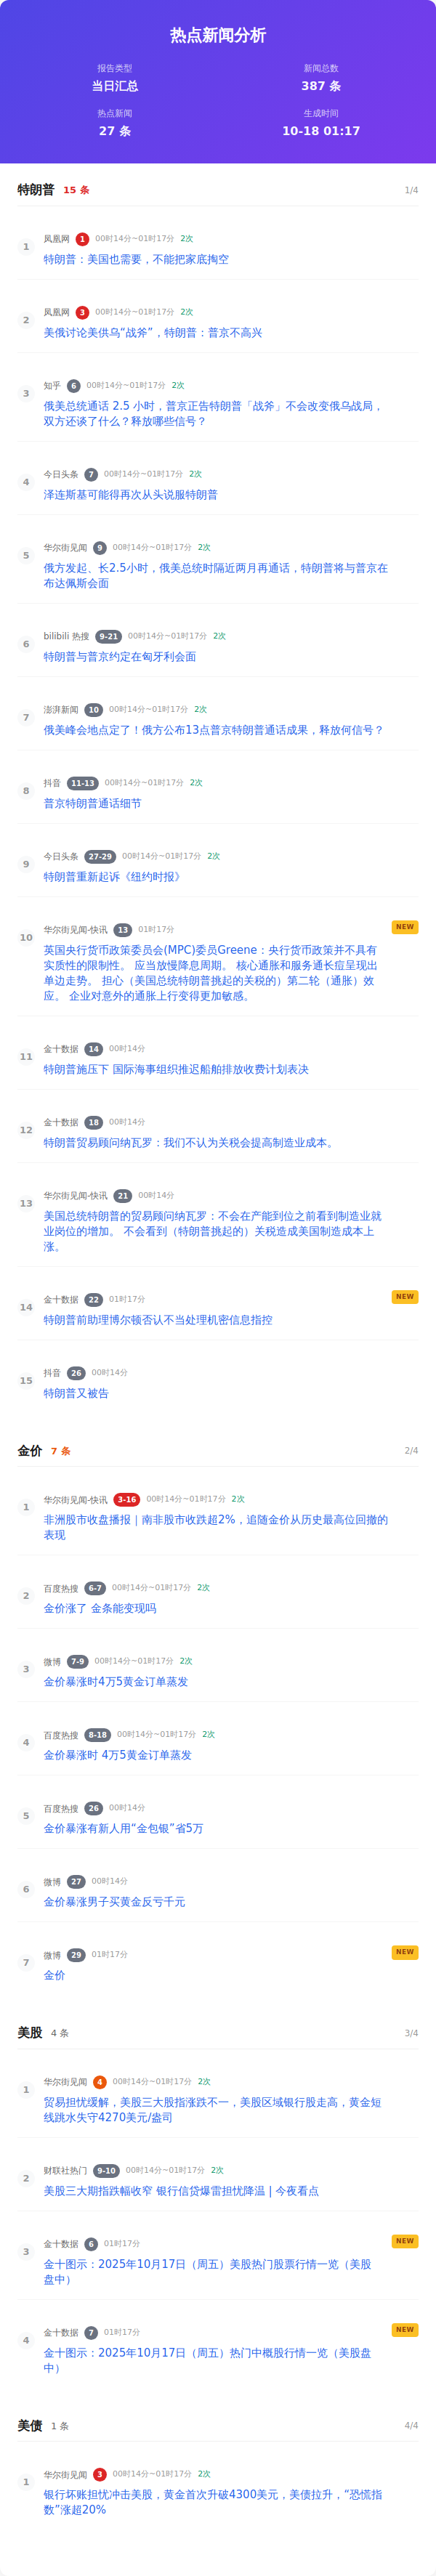 热点新闻分析
报告类型
新闻总数
当日汇总
387 条
热点新闻
生成时间
27 条
10-18 01:17
特朗普 15 条 1/4
1 凤凰网 1 00时14分~01时17分 2次
特朗普：美国也需要，不能把家底掏空
2 凤凰网 3 00时14分~01时17分 2次
美俄讨论美供乌“战斧”，特朗普：普京不高兴
3 知乎 6 00时14分~01时17分 2次
俄美总统通话 2.5 小时，普京正告特朗普「战斧」不会改变俄乌战局，
双方还谈了什么？释放哪些信号？
4 今日头条 7 00时14分~01时17分 2次
泽连斯基可能得再次从头说服特朗普
5 华尔街见闻 9 00时14分~01时17分 2次
俄方发起、长2.5小时，俄美总统时隔近两月再通话，特朗普将与普京在
布达佩斯会面
6 bilibili 热搜 9-21 00时14分~01时17分 2次
特朗普与普京约定在匈牙利会面
7 澎湃新闻 10 00时14分~01时17分 2次
俄美峰会地点定了！俄方公布13点普京特朗普通话成果，释放何信号？
8 抖音 11-13 00时14分~01时17分 2次
普京特朗普通话细节
9 今日头条 27-29 00时14分~01时17分 2次
特朗普重新起诉《纽约时报》
10 华尔街见闻-快讯 13 01时17分 NEW
英国央行货币政策委员会(MPC)委员Greene：央行货币政策并不具有
实质性的限制性。 应当放慢降息周期。 核心通胀和服务通长痘呈现出
单边走势。 担心（美国总统特朗普挑起的关税的）第二轮（通胀）效
应。 企业对意外的通胀上行变得更加敏感。
11 金十数据 14 00时14分
特朗普施压下 国际海事组织推迟船舶排放收费计划表决
12 金十数据 18 00时14分
特朗普贸易顾问纳瓦罗：我们不认为关税会提高制造业成本。
13 华尔街见闻-快讯 21 00时14分
美国总统特朗普的贸易顾问纳瓦罗：不会在产能到位之前看到制造业就
业岗位的增加。 不会看到（特朗普挑起的）关税造成美国制造成本上
涨。
14 金十数据 22 01时17分 NEW
特朗普前助理博尔顿否认不当处理机密信息指控
15 抖音 26 00时14分
特朗普又被告
金价 7 条 2/4
1 华尔街见闻-快讯 3-16 00时14分~01时17分 2次
非洲股市收盘播报｜南非股市收跌超2%，追随金价从历史最高位回撤的
表现
2 百度热搜 6-7 00时14分~01时17分 2次
金价涨了 金条能变现吗
3 微博 7-9 00时14分~01时17分 2次
金价暴涨时4万5黄金订单蒸发
4 百度热搜 8-18 00时14分~01时17分 2次
金价暴涨时 4万5黄金订单蒸发
5 百度热搜 26 00时14分
金价暴涨有新人用“金包银”省5万
6 微博 27 00时14分
金价暴涨男子买黄金反亏千元
7 微博 29 01时17分 NEW
金价
美股 4 条 3/4
1 华尔街见闻 4 00时14分~01时17分 2次
贸易担忧缓解，美股三大股指涨跌不一，美股区域银行股走高，黄金短
线跳水失守4270美元/盎司
2 财联社热门 9-10 00时14分~01时17分 2次
美股三大期指跌幅收窄 银行信贷爆雷担忧降温 | 今夜看点
3 金十数据 6 01时17分 NEW
金十图示：2025年10月17日（周五）美股热门股票行情一览（美股
盘中）
4 金十数据 7 01时17分 NEW
金十图示：2025年10月17日（周五）热门中概股行情一览（美股盘
中）
美债 1 条 4/4
1 华尔街见闻 3 00时14分~01时17分 2次
银行坏账担忧冲击美股，黄金首次升破4300美元，美债拉升，“恐慌指
数”涨超20%